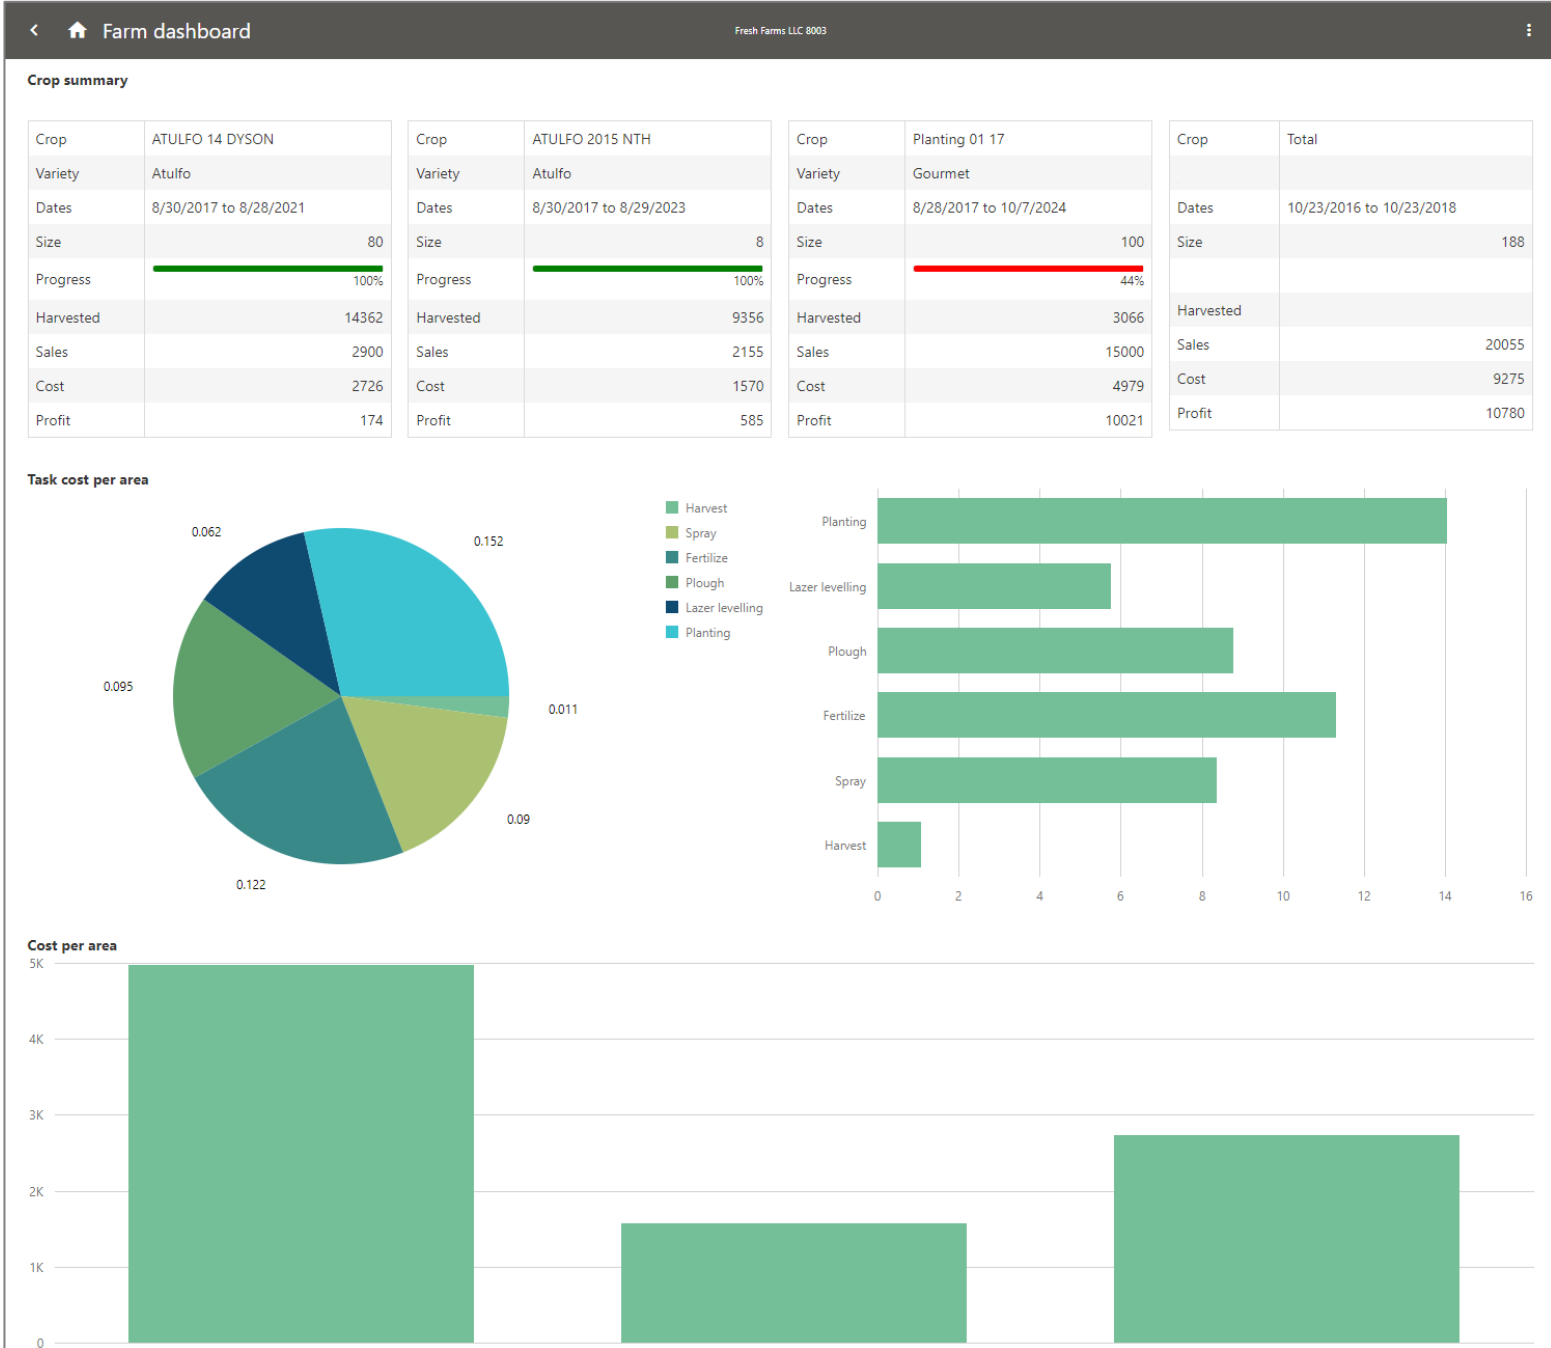 Farm dashboard
Fresh Farms LLC 8003
Crop summary
Crop ATULFO 14 DYSON
Variety Atulfo
Dates 8/30/2017 to 8/28/2021
Size 80
Progress 100%
Harvested 14362
Sales 2900
Cost 2726
Profit 174
Crop ATULFO 2015 NTH
Variety Atulfo
Dates 8/30/2017 to 8/29/2023
Size 8
Progress 100%
Harvested 9356
Sales 2155
Cost 1570
Profit 585
Crop Planting 01 17
Variety Gourmet
Dates 8/28/2017 to 10/7/2024
Size 100
Progress 44%
Harvested 3066
Sales 15000
Cost 4979
Profit 10021
Crop Total
Dates 10/23/2016 to 10/23/2018
Size 188
Harvested
Sales 20055
Cost 9275
Profit 10780
Task cost per area
0.062
0.152
0.095
0.011
0.09
0.122
Harvest
Spray
Fertilize
Plough
Lazer levelling
Planting
Planting
Lazer levelling
Plough
Fertilize
Spray
Harvest
0 2 4 6 8 10 12 14 16
Cost per area
5K
4K
3K
2K
1K
0